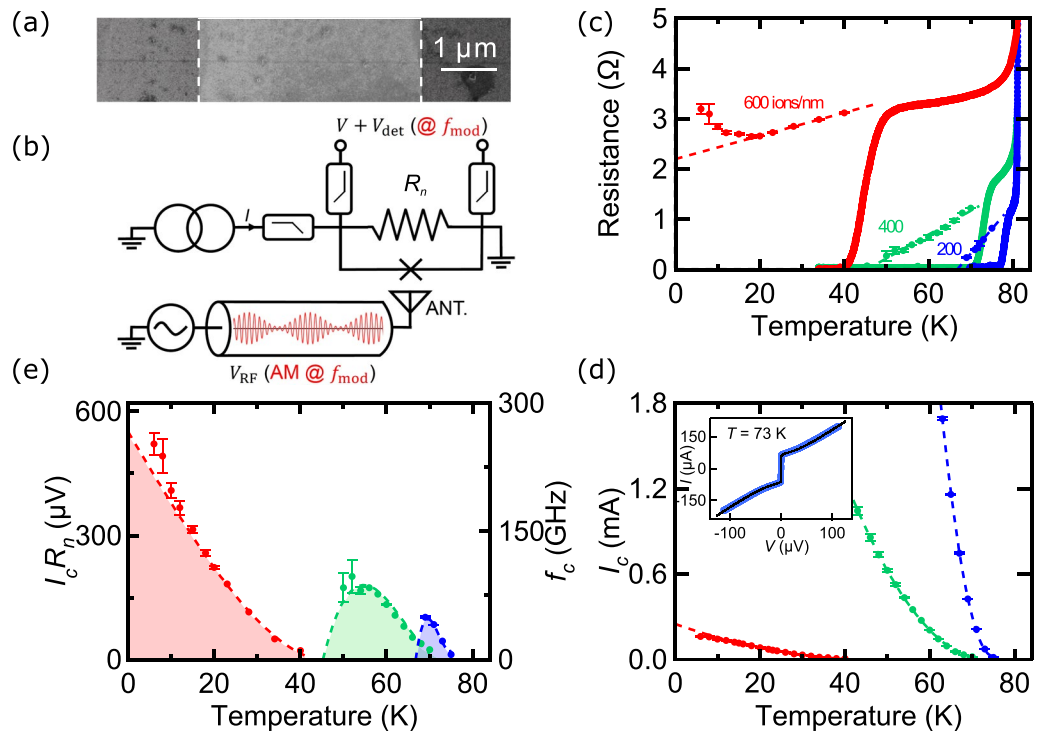 (a)
1 μm
(b)
V + V_det (@ f_mod)
R_n
I
ANT.
V_RF (AM @ f_mod)
(c)
5
4
3
2
1
0
Resistance (Ω)
600 ions/nm
400
200
0 20 40 60 80
Temperature (K)
(e)
600
300
0
I_c R_n (μV)
300
150
0
f_c (GHz)
0 20 40 60 80
Temperature (K)
(d)
1.8
1.2
0.6
0.0
I_c (mA)
T = 73 K
150
0
-150
I (μA)
-100 0 100
V (μV)
0 20 40 60 80
Temperature (K)